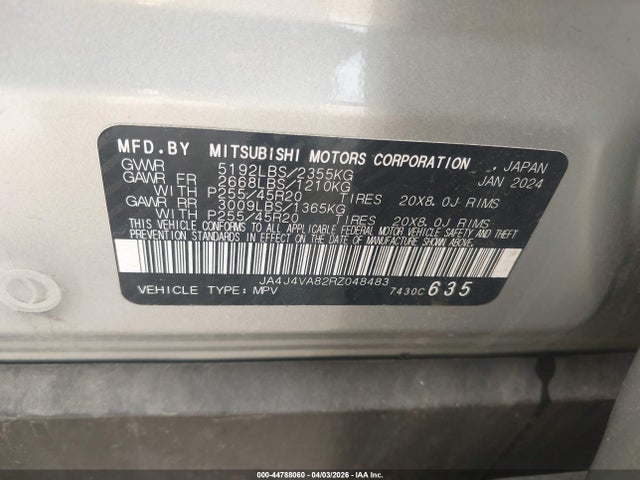 MFD.BY MITSUBISHI MOTORS CORPORATION , JAPAN
GVWR 5192LBS/2355KG JAN 2024
GAWR FR 2668LBS/1210KG
WITH P255/45R20 TIRES 20X8.0J RIMS
GAWR RR 3009LBS/1365KG
WITH P255/45R20 TIRES 20X8.0J RIMS
THIS VEHICLE CONFORMS TO ALL APPLICABLE FEDERAL MOTOR VEHICLE SAFETY AND THEFT
PREVENTION STANDARDS IN EFFECT ON THE DATE OF MANUFACTURE SHOWN ABOVE.
JA4J4VA82RZ048483
VEHICLE TYPE: MPV 7430C 635
000-44788060 | 04/03/2026 | IAA Inc.